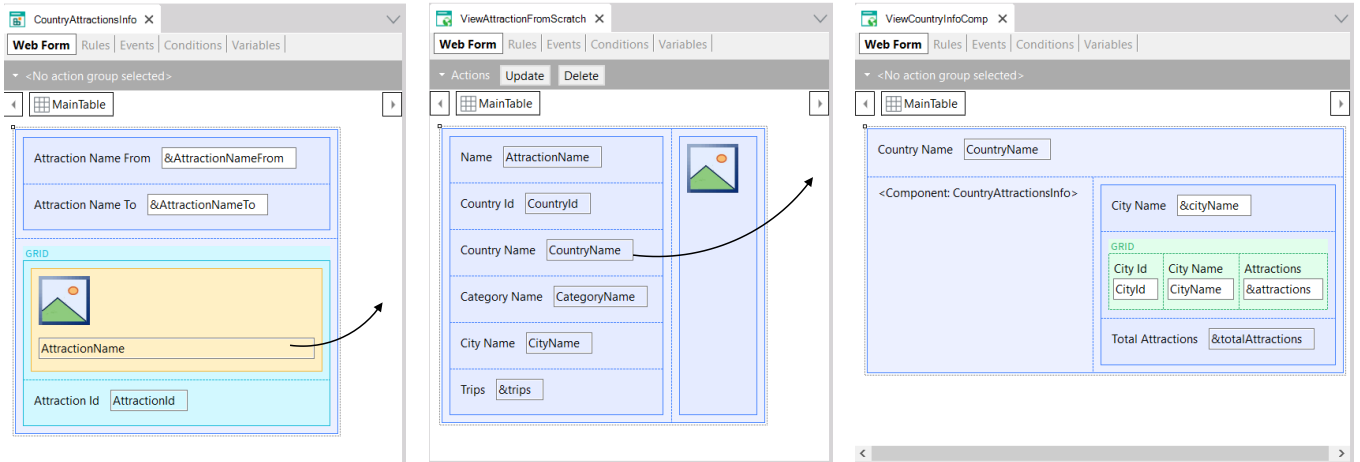 CountryAttractionsInfo
Web Form Rules Events Conditions Variables
<No action group selected>
MainTable
Attraction Name From &AttractionNameFrom
Attraction Name To &AttractionNameTo
GRID
AttractionName
Attraction Id AttractionId
ViewAttractionFromScratch
Web Form Rules Events Conditions Variables
Actions Update Delete
MainTable
Name AttractionName
Country Id CountryId
Country Name CountryName
Category Name CategoryName
City Name CityName
Trips &trips
ViewCountryInfoComp
Web Form Rules Events Conditions Variables
<No action group selected>
MainTable
Country Name CountryName
<Component: CountryAttractionsInfo>
City Name &cityName
GRID
City Id City Name Attractions
CityId CityName &attractions
Total Attractions &totalAttractions